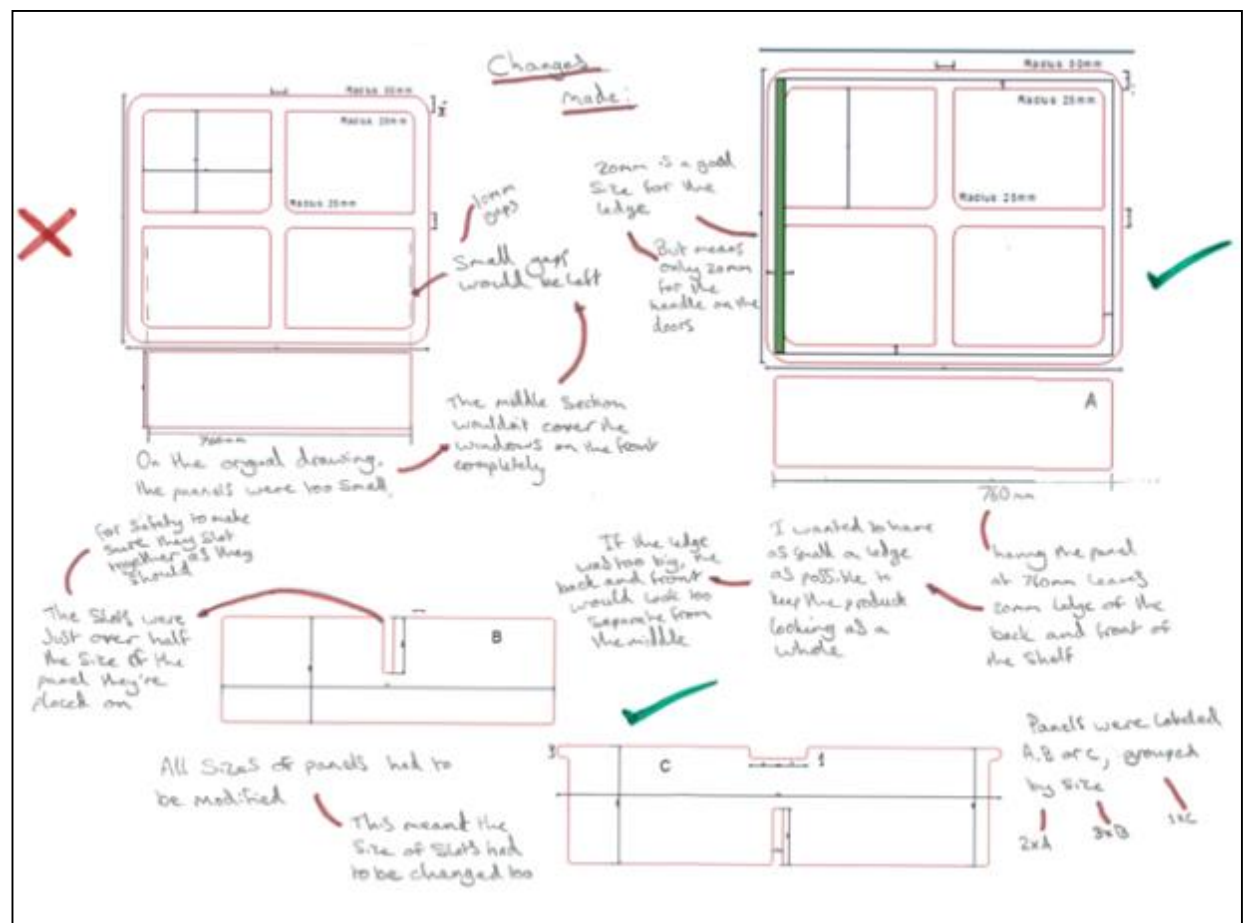 Changes
made:
Radius 50mm
Radius 25mm
Radius 25mm
Radius 50mm
Radius 25mm
Radius 25mm
10mm
gaps
Small gaps
would be left
20mm is a good
size for the
ledge
But means
only 20mm
for the
handle on the
doors
The middle section
wouldn't cover the
windows on the front
completely
On the original drawing,
the panels were too small
A
760mm
having the panel
at 760mm leaves
20mm ledge of the
back and front of
the shelf
I wanted to have
as small a ledge
as possible to
keep the product
looking as a
whole
If the ledge
was too big, the
back and front
would look too
separate from
the middle
for safety to make
sure they slot
together as they
should
The slots were
just over half
the size of the
panel they're
placed on
B
All sizes of panels had to
be modified
This meant the
size of slots had
to be changed too
C
Panels were labeled
A, B or C, grouped
by size
2xA
3xB
1xC